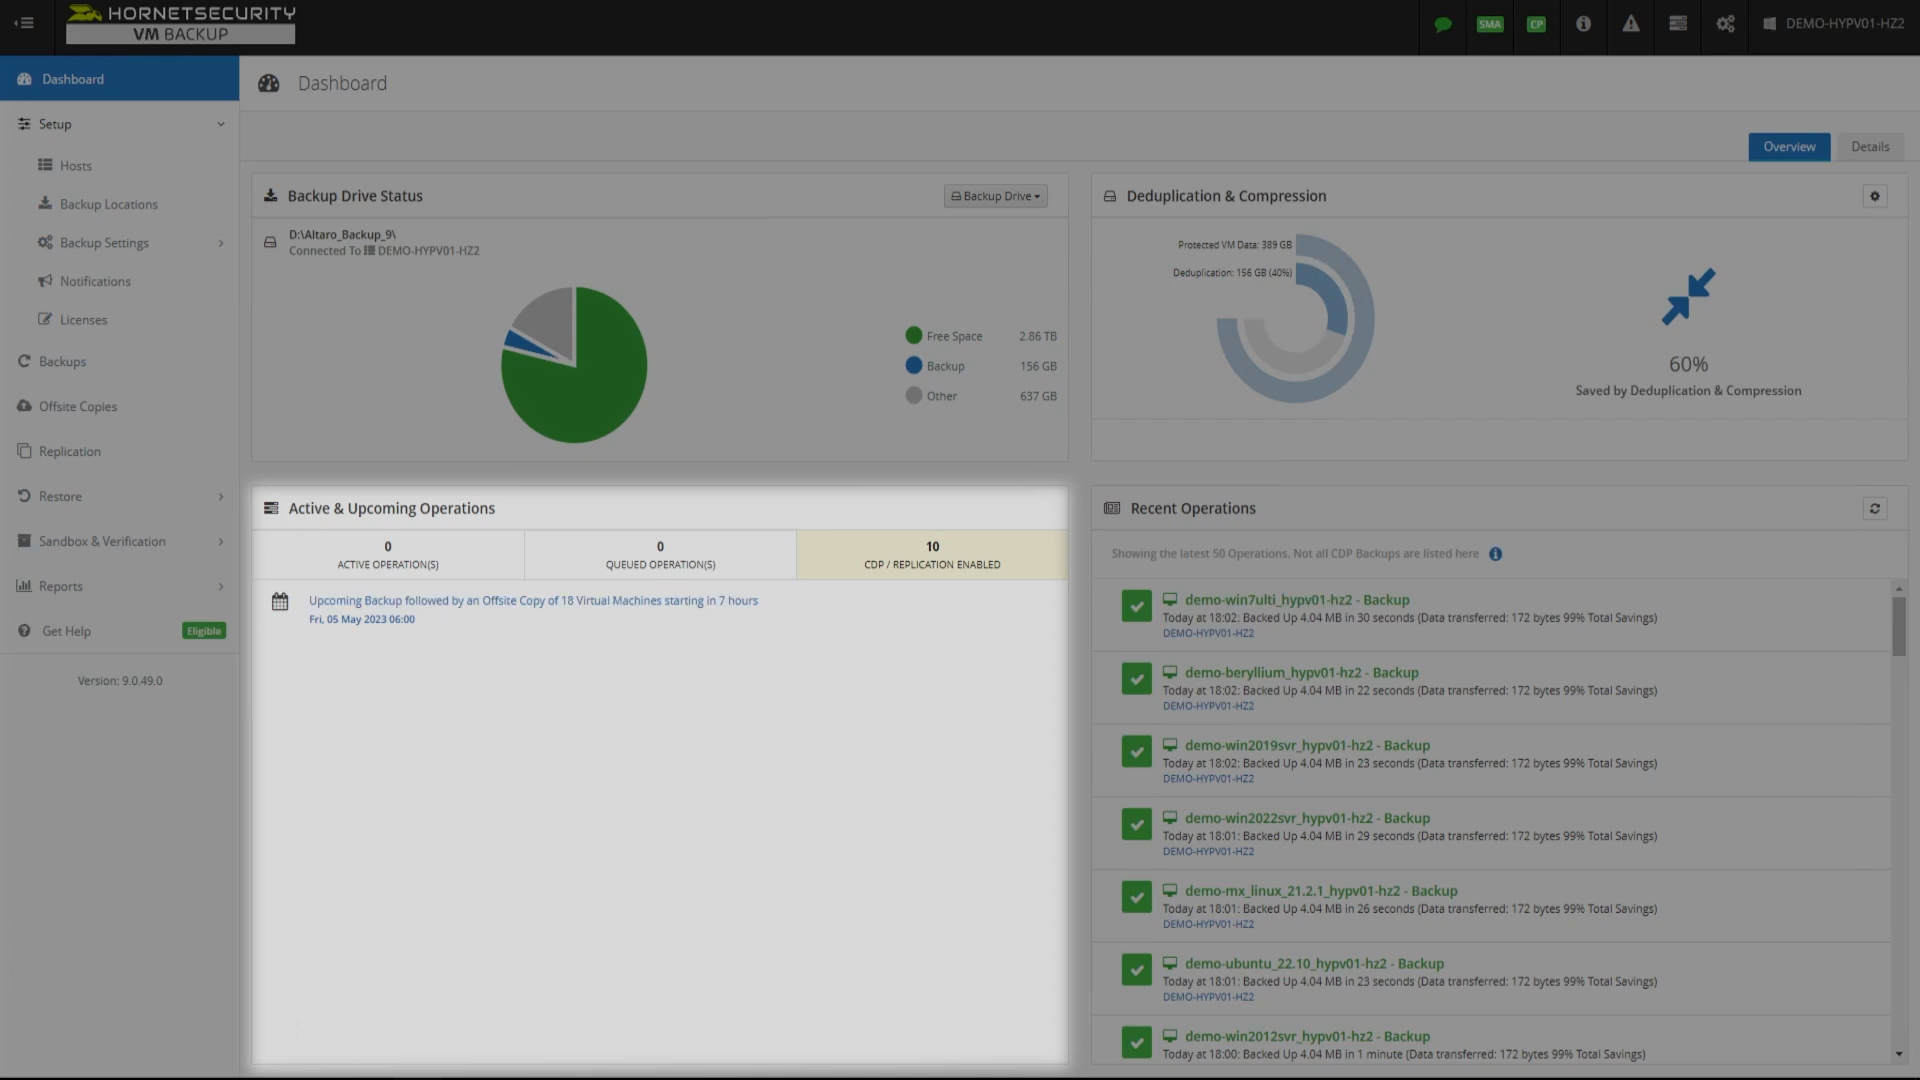 HORNETSECURITY
VM BACKUP
SMA
CP
DEMO-HYPV01-HZ2
Dashboard
Setup
Hosts
Backup Locations
Backup Settings
Notifications
Licenses
Backups
Offsite Copies
Replication
Restore
Sandbox & Verification
Reports
Get Help
Eligible
Version: 9.0.49.0
Dashboard
Overview
Details
Backup Drive Status
Backup Drive
D:\Altaro_Backup_9\
Connected To DEMO-HYPV01-HZ2
Free Space 2.86 TB
Backup 156 GB
Other 637 GB
Deduplication & Compression
Protected VM Data: 389 GB
Deduplication: 156 GB (40%)
60%
Saved by Deduplication & Compression
Active & Upcoming Operations
0
ACTIVE OPERATION(S)
0
QUEUED OPERATION(S)
10
CDP / REPLICATION ENABLED
Upcoming Backup followed by an Offsite Copy of 18 Virtual Machines starting in 7 hours
Fri, 05 May 2023 06:00
Recent Operations
Showing the latest 50 Operations. Not all CDP Backups are listed here
demo-win7ulti_hypv01-hz2 - Backup
Today at 18:02: Backed Up 4.04 MB in 30 seconds (Data transferred: 172 bytes 99% Total Savings)
DEMO-HYPV01-HZ2
demo-beryllium_hypv01-hz2 - Backup
Today at 18:02: Backed Up 4.04 MB in 22 seconds (Data transferred: 172 bytes 99% Total Savings)
DEMO-HYPV01-HZ2
demo-win2019svr_hypv01-hz2 - Backup
Today at 18:02: Backed Up 4.04 MB in 23 seconds (Data transferred: 172 bytes 99% Total Savings)
DEMO-HYPV01-HZ2
demo-win2022svr_hypv01-hz2 - Backup
Today at 18:01: Backed Up 4.04 MB in 29 seconds (Data transferred: 172 bytes 99% Total Savings)
DEMO-HYPV01-HZ2
demo-mx_linux_21.2.1_hypv01-hz2 - Backup
Today at 18:01: Backed Up 4.04 MB in 26 seconds (Data transferred: 172 bytes 99% Total Savings)
DEMO-HYPV01-HZ2
demo-ubuntu_22.10_hypv01-hz2 - Backup
Today at 18:01: Backed Up 4.04 MB in 23 seconds (Data transferred: 172 bytes 99% Total Savings)
DEMO-HYPV01-HZ2
demo-win2012svr_hypv01-hz2 - Backup
Today at 18:00: Backed Up 4.04 MB in 1 minute (Data transferred: 172 bytes 99% Total Savings)